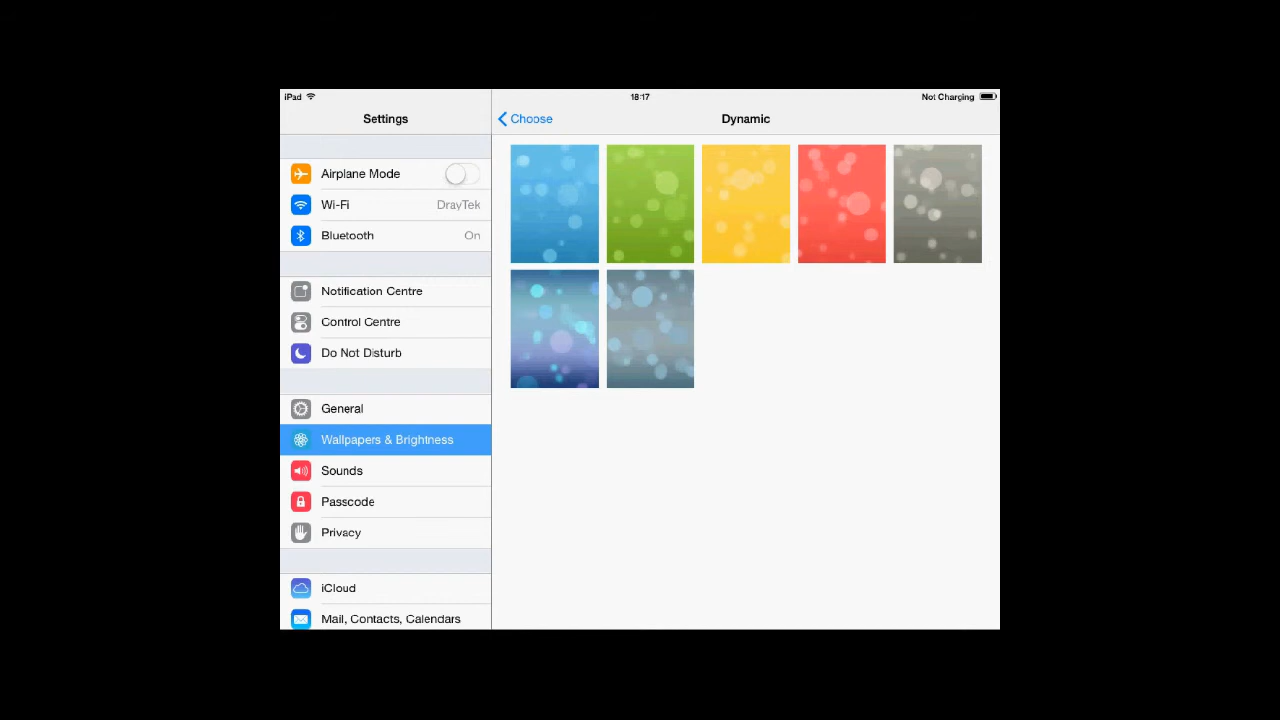 iPad
18:17
Not Charging
Settings
Choose
Dynamic
Airplane Mode
Wi-Fi DrayTek
Bluetooth On
Notification Centre
Control Centre
Do Not Disturb
General
Wallpapers & Brightness
Sounds
Passcode
Privacy
iCloud
Mail, Contacts, Calendars